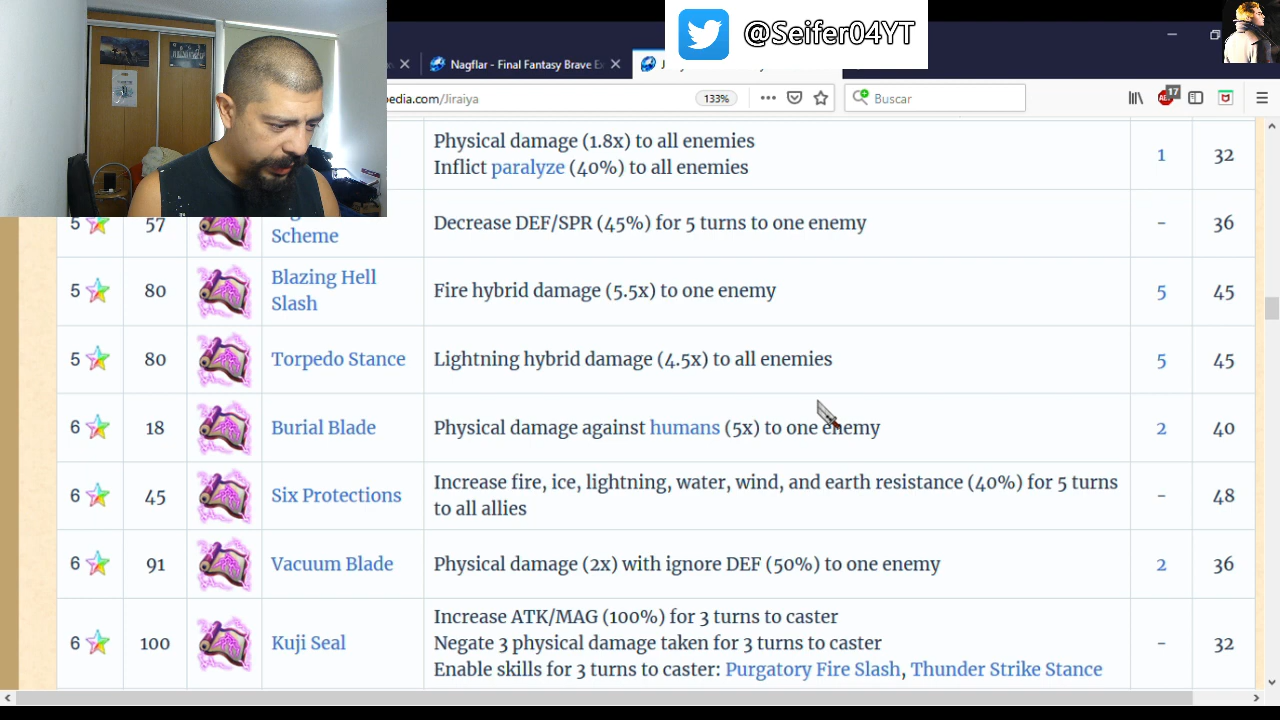 @Seifer04YT
Nagflar - Final Fantasy Brave Ex
pedia.com/Jiraiya
133%
Buscar
17
Physical damage (1.8x) to all enemies
Inflict paralyze (40%) to all enemies
1
32
5
57
Scheme
Decrease DEF/SPR (45%) for 5 turns to one enemy
-
36
5
80
Blazing Hell
Slash
Fire hybrid damage (5.5x) to one enemy
5
45
5
80
Torpedo Stance
Lightning hybrid damage (4.5x) to all enemies
5
45
6
18
Burial Blade
Physical damage against humans (5x) to one enemy
2
40
6
45
Six Protections
Increase fire, ice, lightning, water, wind, and earth resistance (40%) for 5 turns
to all allies
-
48
6
91
Vacuum Blade
Physical damage (2x) with ignore DEF (50%) to one enemy
2
36
6
100
Kuji Seal
Increase ATK/MAG (100%) for 3 turns to caster
Negate 3 physical damage taken for 3 turns to caster
Enable skills for 3 turns to caster: Purgatory Fire Slash, Thunder Strike Stance
-
32